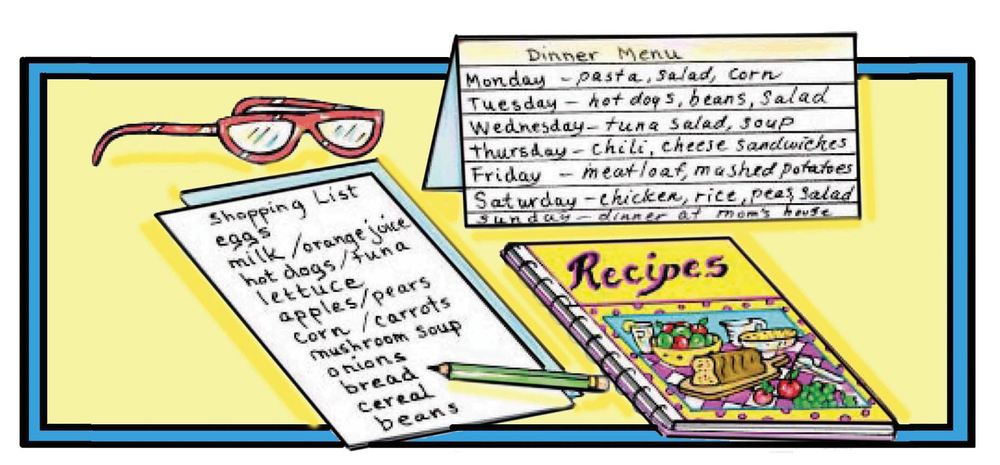 Dinner Menu
Monday - pasta, salad, corn
Tuesday - hot dogs, beans, salad
Wednesday - tuna salad, soup
Thursday - chili, cheese sandwiches
Friday - meatloaf, mashed potatoes
Saturday - chicken, rice, peas, salad
Sunday - dinner at mom's house
Shopping List
eggs
milk/orange juice
hot dogs/tuna
lettuce
apples/pears
corn/carrots
mushroom soup
onions
bread
cereal
beans
Recipes